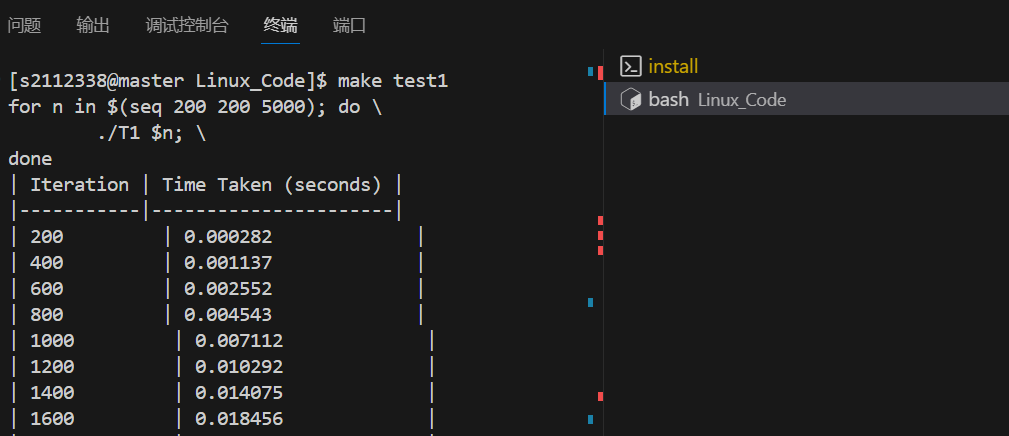 问题 输出 调试控制台 终端 端口
[s2112338@master Linux_Code]$ make test1
for n in $(seq 200 200 5000); do \
        ./T1 $n; \
done
| Iteration | Time Taken (seconds) |
|-----------|----------------------|
| 200         | 0.000282             |
| 400         | 0.001137             |
| 600         | 0.002552             |
| 800         | 0.004543             |
| 1000         | 0.007112             |
| 1200         | 0.010292             |
| 1400         | 0.014075             |
| 1600         | 0.018456             |
install
bash Linux_Code